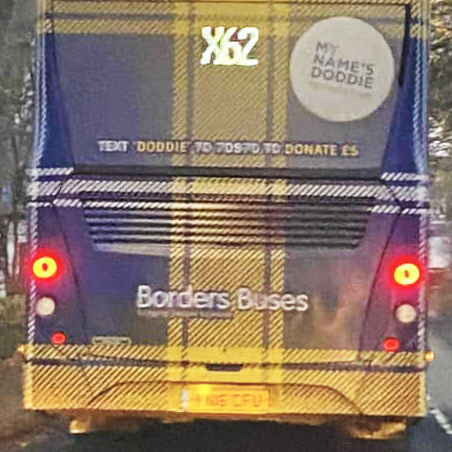 X62
MY
NAME'S
DODDIE
TEXT 'DODDIE' TO 70970 TO DONATE £5
Borders Buses